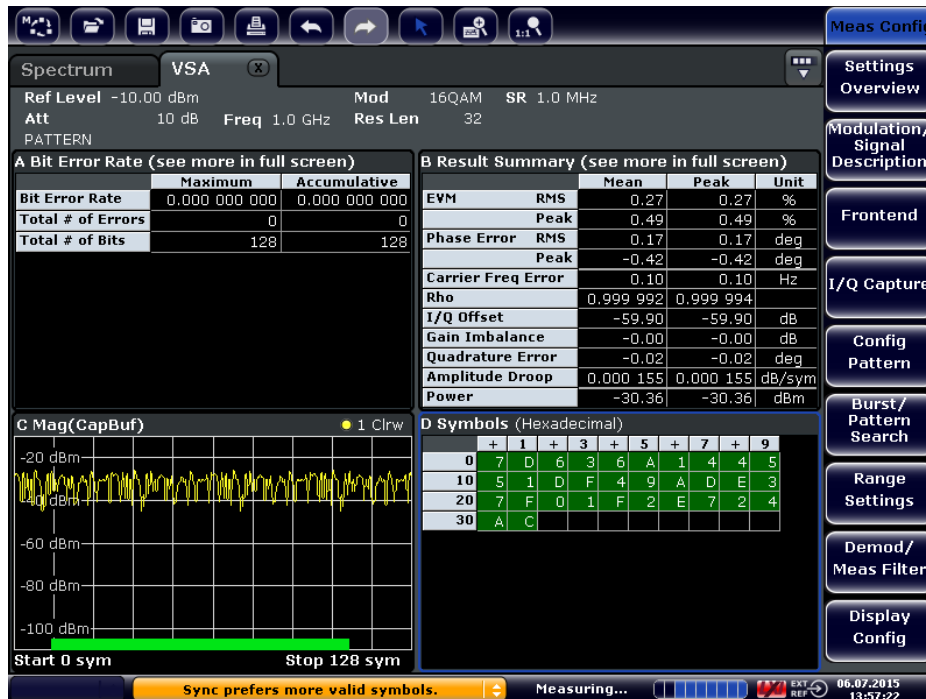 1:1
Meas Config
Spectrum
VSA
X
Ref Level -10.00 dBm Mod 16QAM SR 1.0 MHz
Att 10 dB Freq 1.0 GHz Res Len 32
PATTERN
A Bit Error Rate (see more in full screen)
Maximum Accumulative
Bit Error Rate 0.000 000 000 0.000 000 000
Total # of Errors 0 0
Total # of Bits 128 128
B Result Summary (see more in full screen)
Mean Peak Unit
EVM RMS 0.27 0.27 %
Peak 0.49 0.49 %
Phase Error RMS 0.17 0.17 deg
Peak -0.42 -0.42 deg
Carrier Freq Error 0.10 0.10 Hz
Rho 0.999 992 0.999 994
I/Q Offset -59.90 -59.90 dB
Gain Imbalance -0.00 -0.00 dB
Quadrature Error -0.02 -0.02 deg
Amplitude Droop 0.000 155 0.000 155 dB/sym
Power -30.36 -30.36 dBm
C Mag(CapBuf) 1 Clrw
-20 dBm
-40 dBm
-60 dBm
-80 dBm
-100 dBm
Start 0 sym Stop 128 sym
D Symbols (Hexadecimal)
+ 1 + 3 + 5 + 7 + 9
0 7 D 6 3 6 A 1 4 4 5
10 5 1 D F 4 9 A D E 3
20 7 F 0 1 F 2 E 7 2 4
30 A C
Settings
Overview
Modulation/
Signal
Description
Frontend
I/Q Capture
Config
Pattern
Burst/
Pattern
Search
Range
Settings
Demod/
Meas Filter
Display
Config
Sync prefers more valid symbols.
Measuring...
EXT
REF
06.07.2015
13:57:22